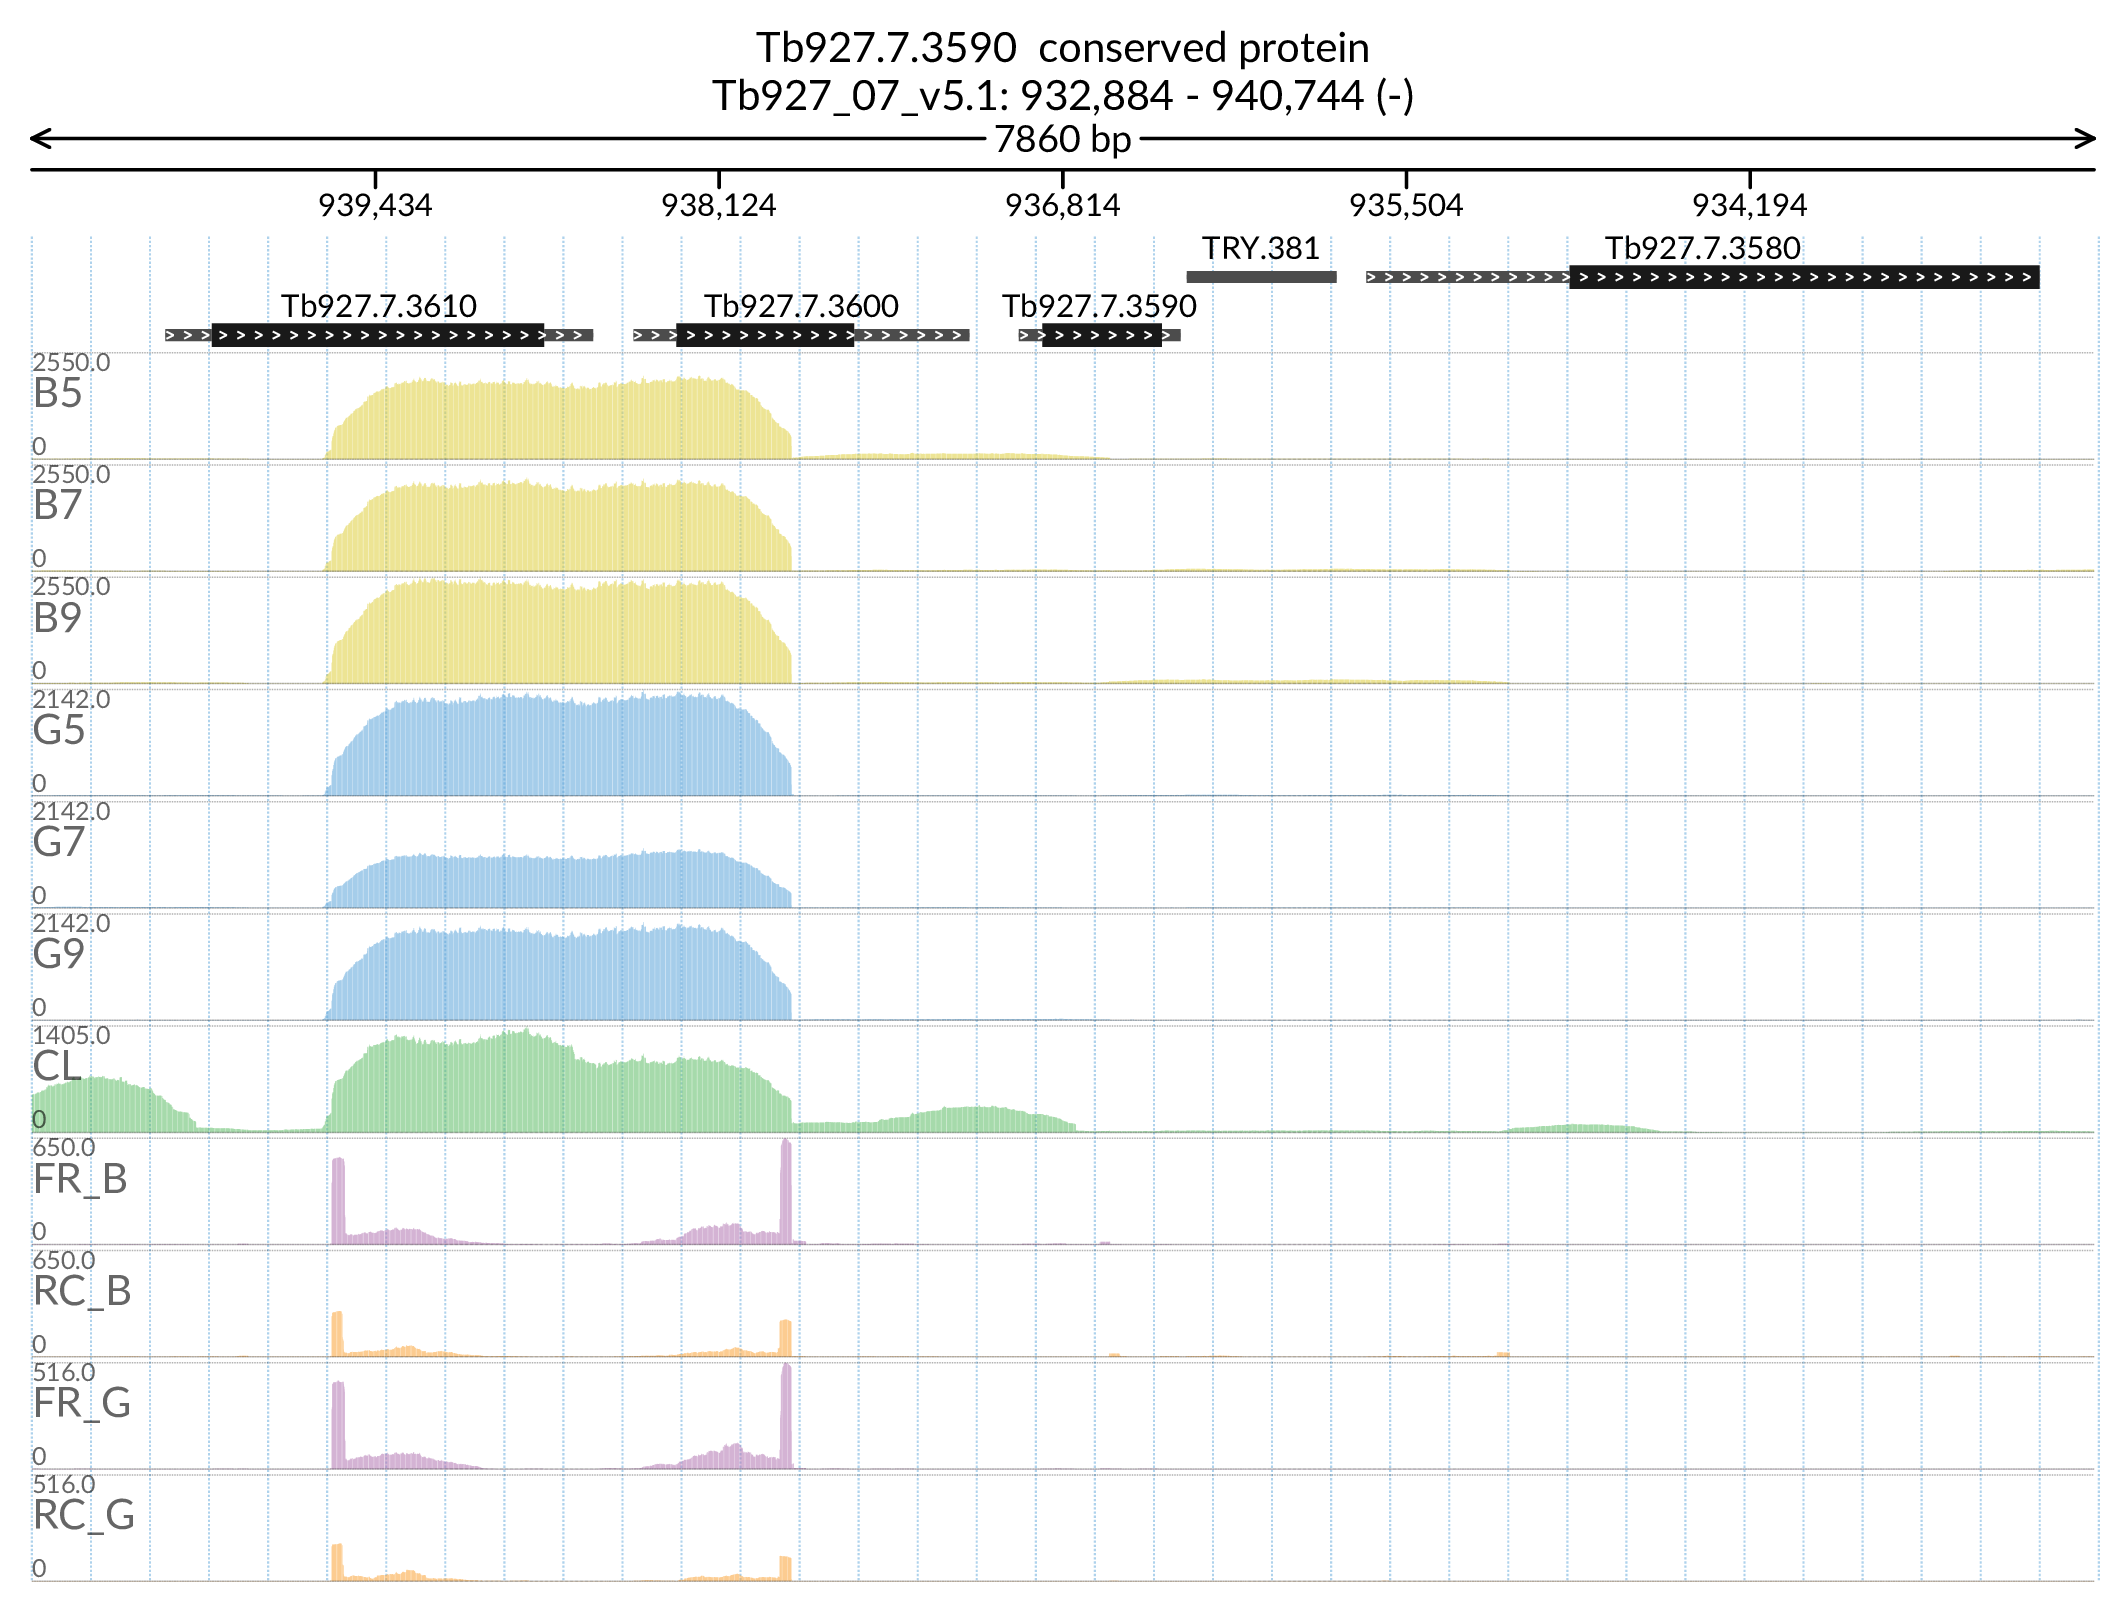 Tb927.7.3590 conserved protein
Tb927_07_v5.1: 932,884 - 940,744 (-)
7860 bp
939,434 938,124 936,814 935,504 934,194
TRY.381 Tb927.7.3580
Tb927.7.3610 Tb927.7.3600 Tb927.7.3590
2550.0
B5
0
2550.0
B7
0
2550.0
B9
0
2142.0
G5
0
2142.0
G7
0
2142.0
G9
0
1405.0
CL
0
650.0
FR_B
0
650.0
RC_B
0
516.0
FR_G
0
516.0
RC_G
0